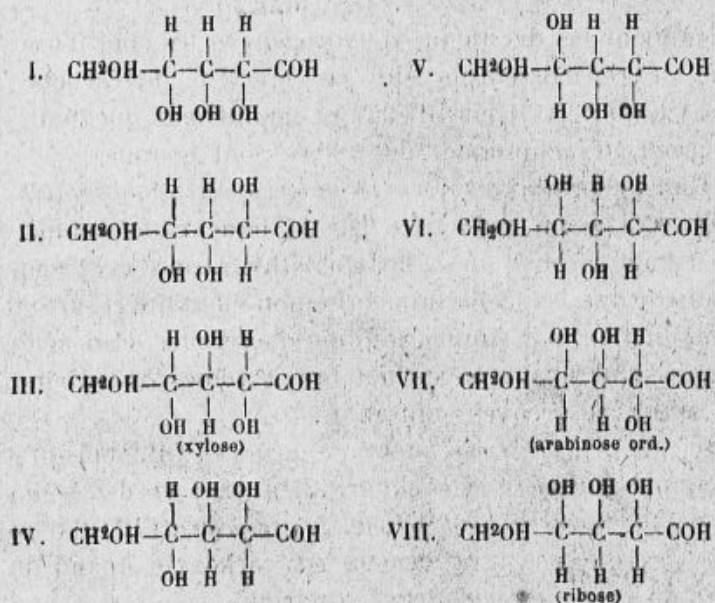 H H H
I. CH²OH—C—C—C—COH
OH OH OH
H H OH
II. CH²OH—C—C—C—COH
OH OH H
H OH H
III. CH²OH—C—C—C—COH
OH H OH
(xylose)
H OH OH
IV. CH²OH—C—C—C—COH
OH H H
OH H H
V. CH²OH—C—C—C—COH
H OH OH
OH H OH
VI. CH₂OH—C—C—C—COH
H OH H
OH OH H
VII. CH²OH—C—C—C—COH
H H OH
(arabinose ord.)
OH OH OH
VIII. CH²OH—C—C—C—COH
H H H
(ribose)